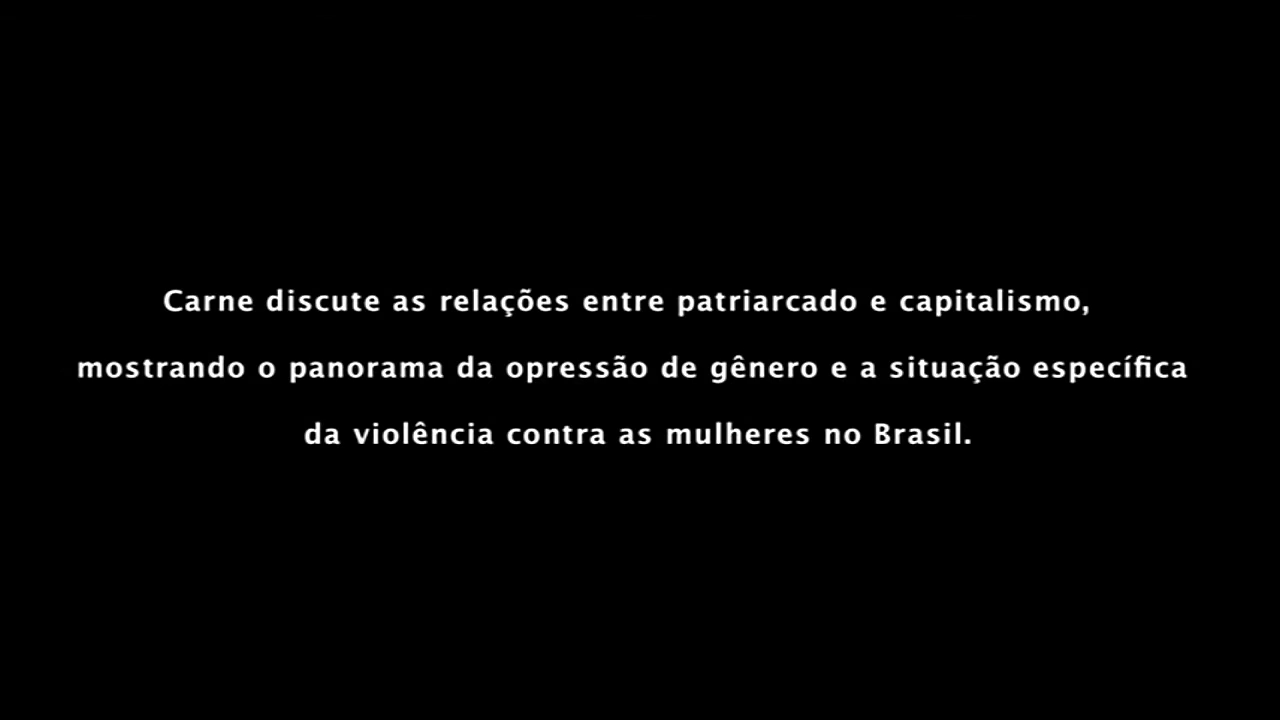 Carne discute as relações entre patriarcado e capitalismo,
mostrando o panorama da opressão de gênero e a situação específica
da violência contra as mulheres no Brasil.